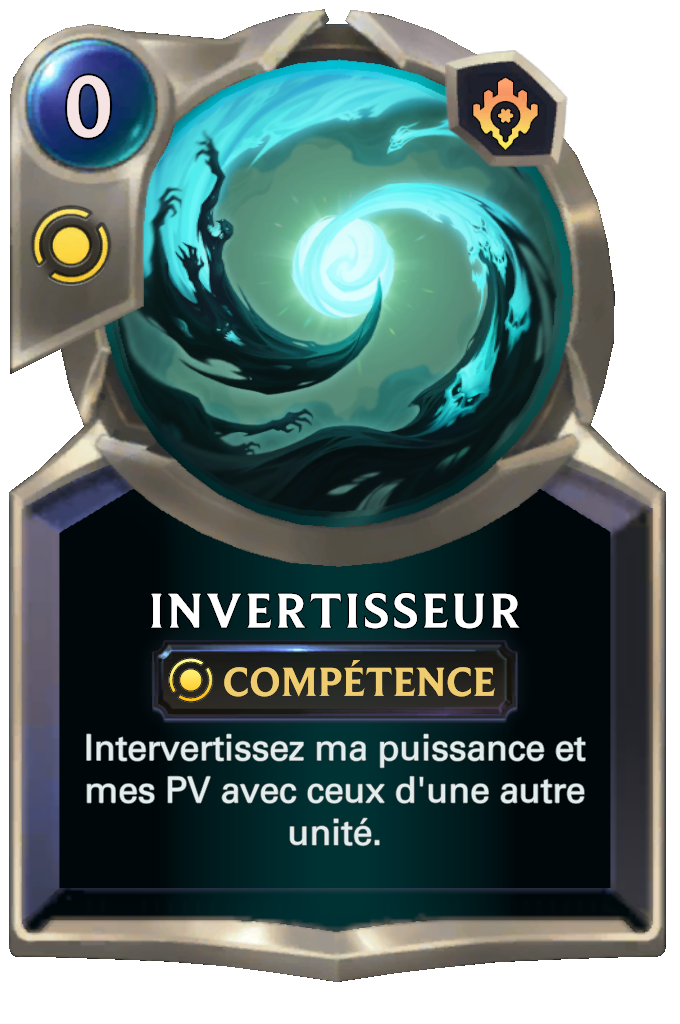 0
INVERTISSEUR
COMPÉTENCE
Intervertissez ma puissance et
mes PV avec ceux d'une autre
unité.